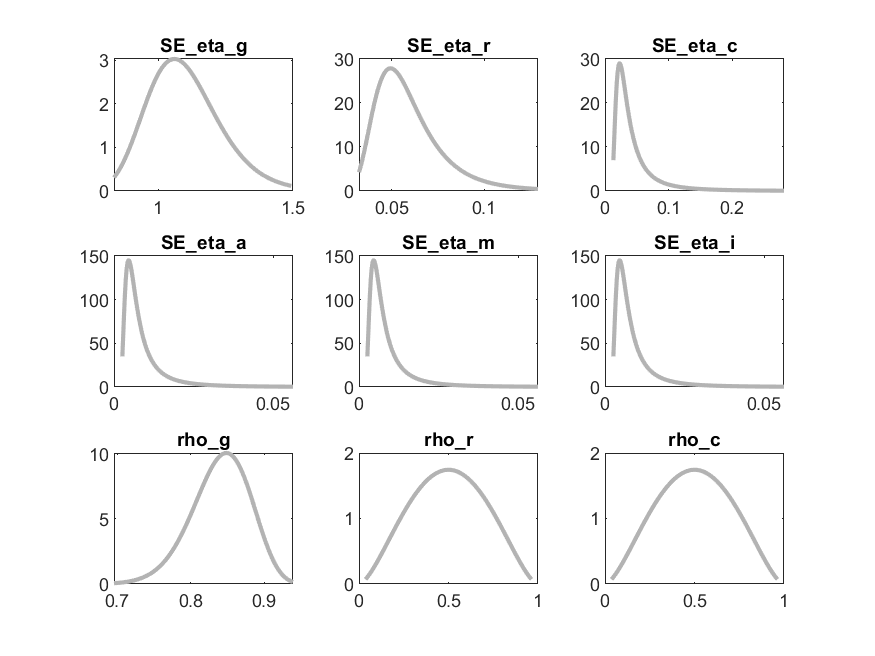 SE_eta_g SE_eta_r SE_eta_c
3 30 30
2 20 20
1 10 10
0 0 0
1 1.5 0.05 0.1 0 0.1 0.2
SE_eta_a SE_eta_m SE_eta_i
150 150 150
100 100 100
50 50 50
0 0 0
0 0.05 0 0.05 0 0.05
rho_g rho_r rho_c
10 2 2
5 1 1
0 0 0
0.7 0.8 0.9 0 0.5 1 0 0.5 1